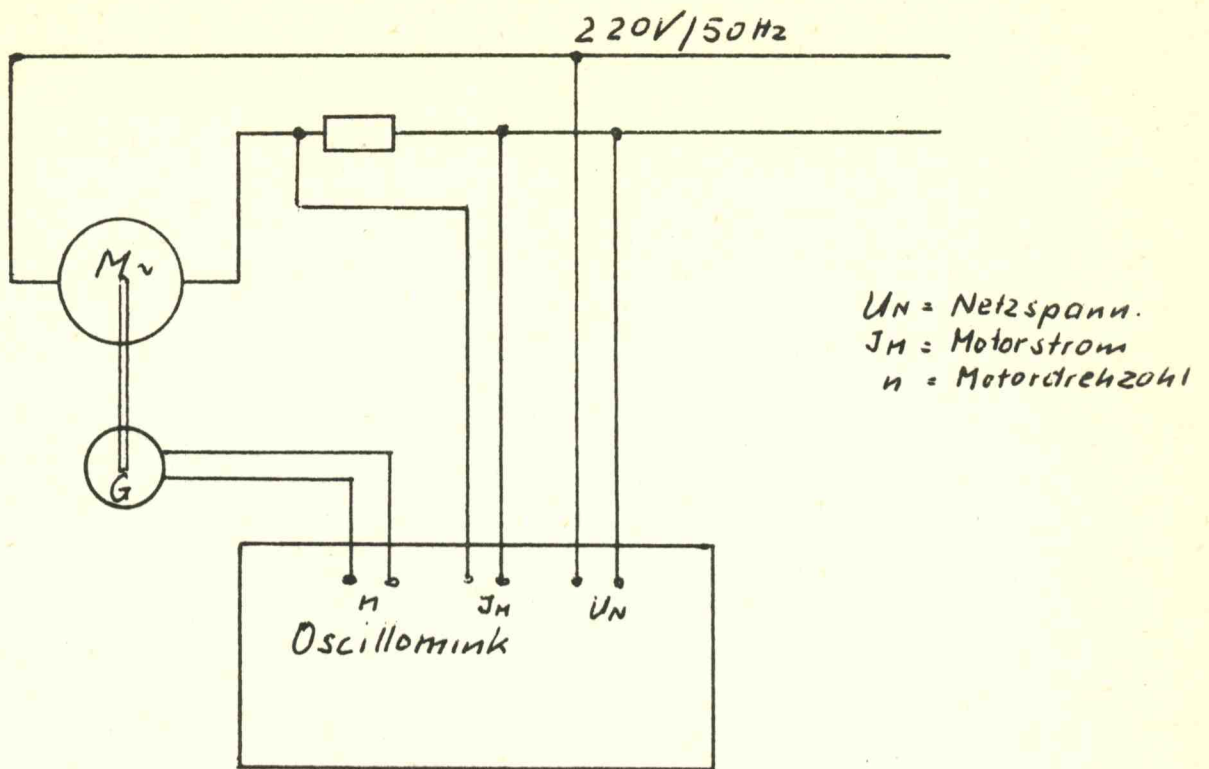 220V/50Hz
M~
UN = Netzspann.
JM = Motorstrom
n = Motordrehzahl
G
n JM UN
Oscillomink